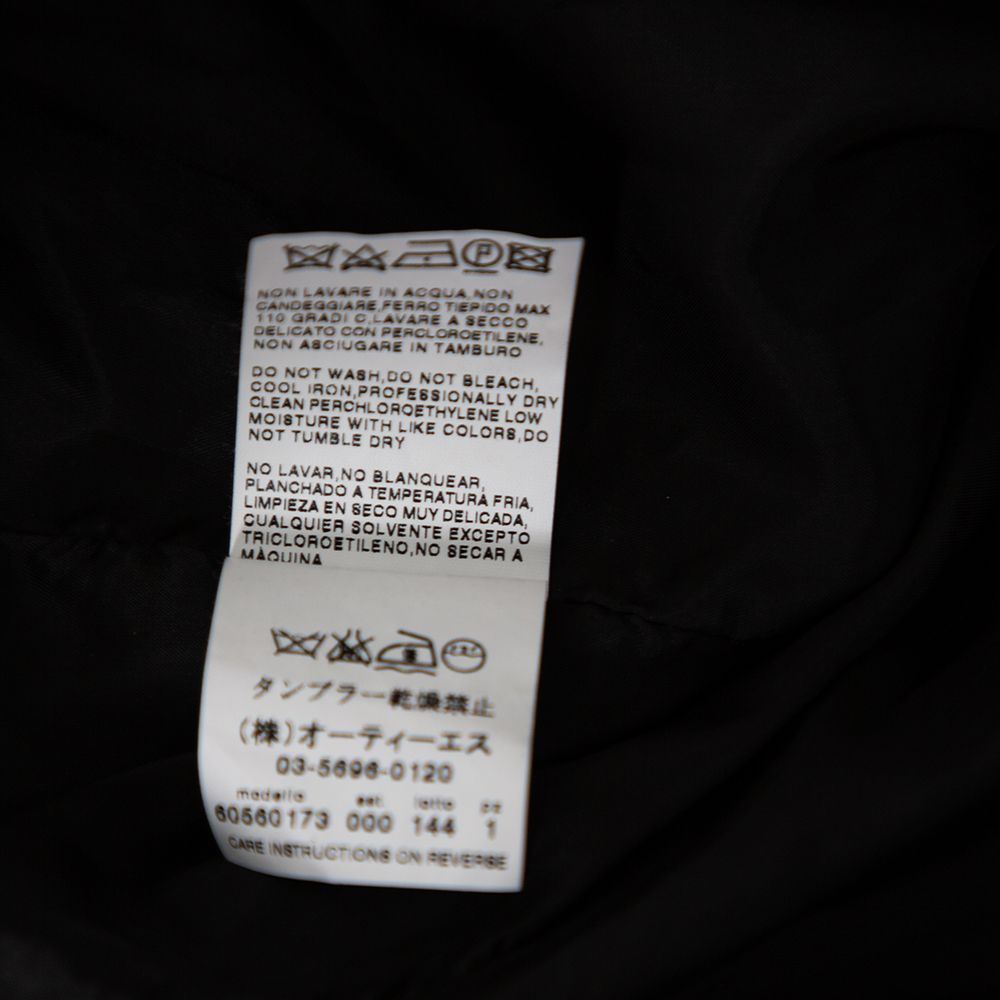 NON LAVARE IN ACQUA,NON
CANDEGGIARE,FERRO TIEPIDO MAX
110 GRADI C,LAVARE A SECCO
DELICATO CON PERCLOROETILENE,
NON ASCIUGARE IN TAMBURO
DO NOT WASH,DO NOT BLEACH,
COOL IRON,PROFESSIONALLY DRY
CLEAN PERCHLOROETHYLENE LOW
MOISTURE WITH LIKE COLORS,DO
NOT TUMBLE DRY
NO LAVAR,NO BLANQUEAR,
PLANCHADO A TEMPERATURA FRIA,
LIMPIEZA EN SECO MUY DELICADA,
CUALQUIER SOLVENTE EXCEPTO
TRICLOROETILENO,NO SECAR A
MÀQUINA
タンブラー乾燥禁止
(株)オーティーエス
03-5696-0120
modello lotto pz
60560173 000 144 1
CARE INSTRUCTIONS ON REVERSE